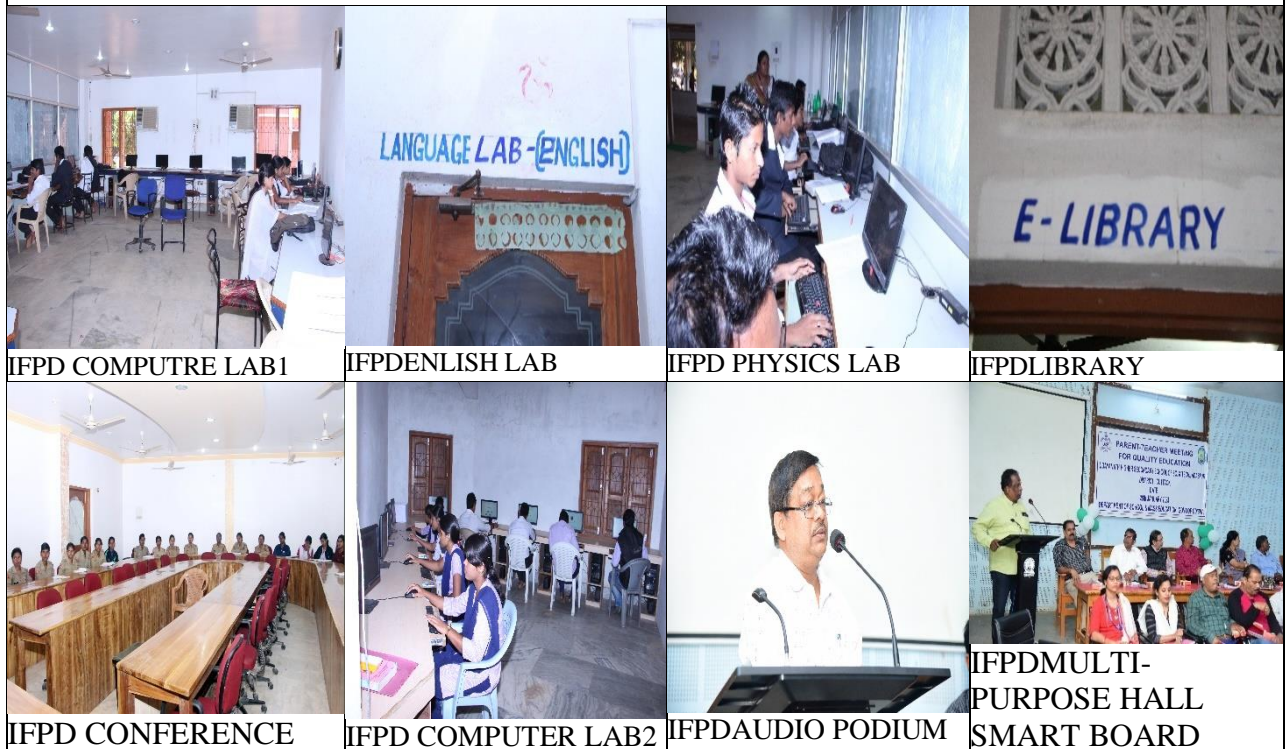 LANGUAGE LAB-(ENGLISH)
E-LIBRARY
IFPD COMPUTRE LAB1
IFPDENLISH LAB
IFPD PHYSICS LAB
IFPDLIBRARY
PARENT-TEACHER MEETING
FOR QUALITY EDUCATION
IFPD CONFERENCE
IFPD COMPUTER LAB2
IFPDAUDIO PODIUM
IFPDMULTI-
PURPOSE HALL
SMART BOARD